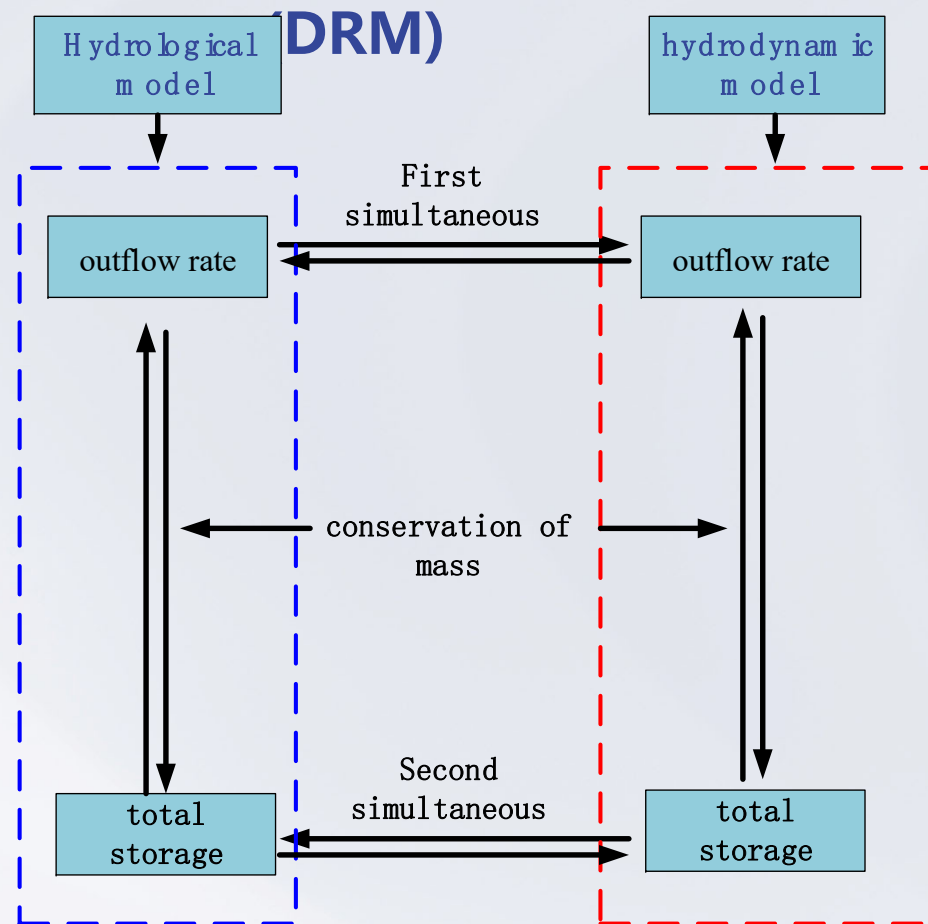 (DRM)
Hydrological
model
hydrodynamic
model
First
simultaneous
outflow rate
outflow rate
conservation of
mass
Second
simultaneous
total
storage
total
storage